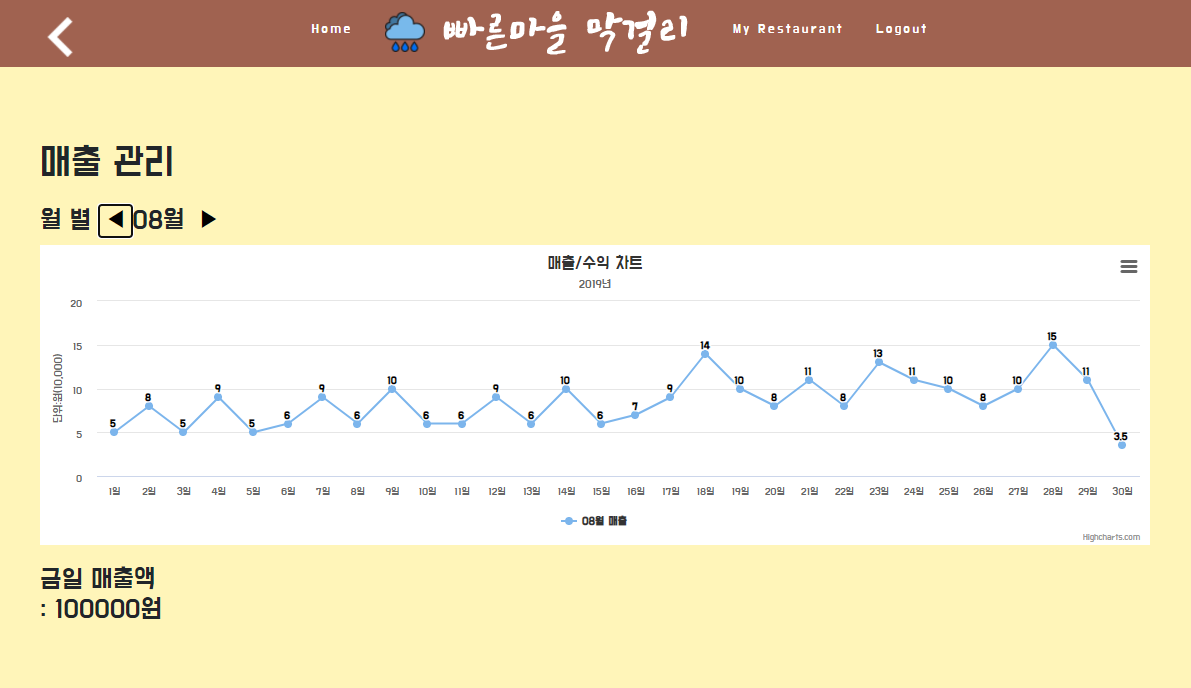 Home 빠른마을 막걸리 My Restaurant Logout
매출 관리
월 별 ◀ 08월 ▶
매출/수익 차트
2019년
단위:원(10,000)
20
15
10
5
0
5 8 5 9 5 6 9 6 10 6 6 9 6 10 6 7 9 14 10 8 11 8 13 11 10 8 10 15 11 3.5
1일 2일 3일 4일 5일 6일 7일 8일 9일 10일 11일 12일 13일 14일 15일 16일 17일 18일 19일 20일 21일 22일 23일 24일 25일 26일 27일 28일 29일 30일
08월 매출
Highcharts.com
금일 매출액
: 100000원